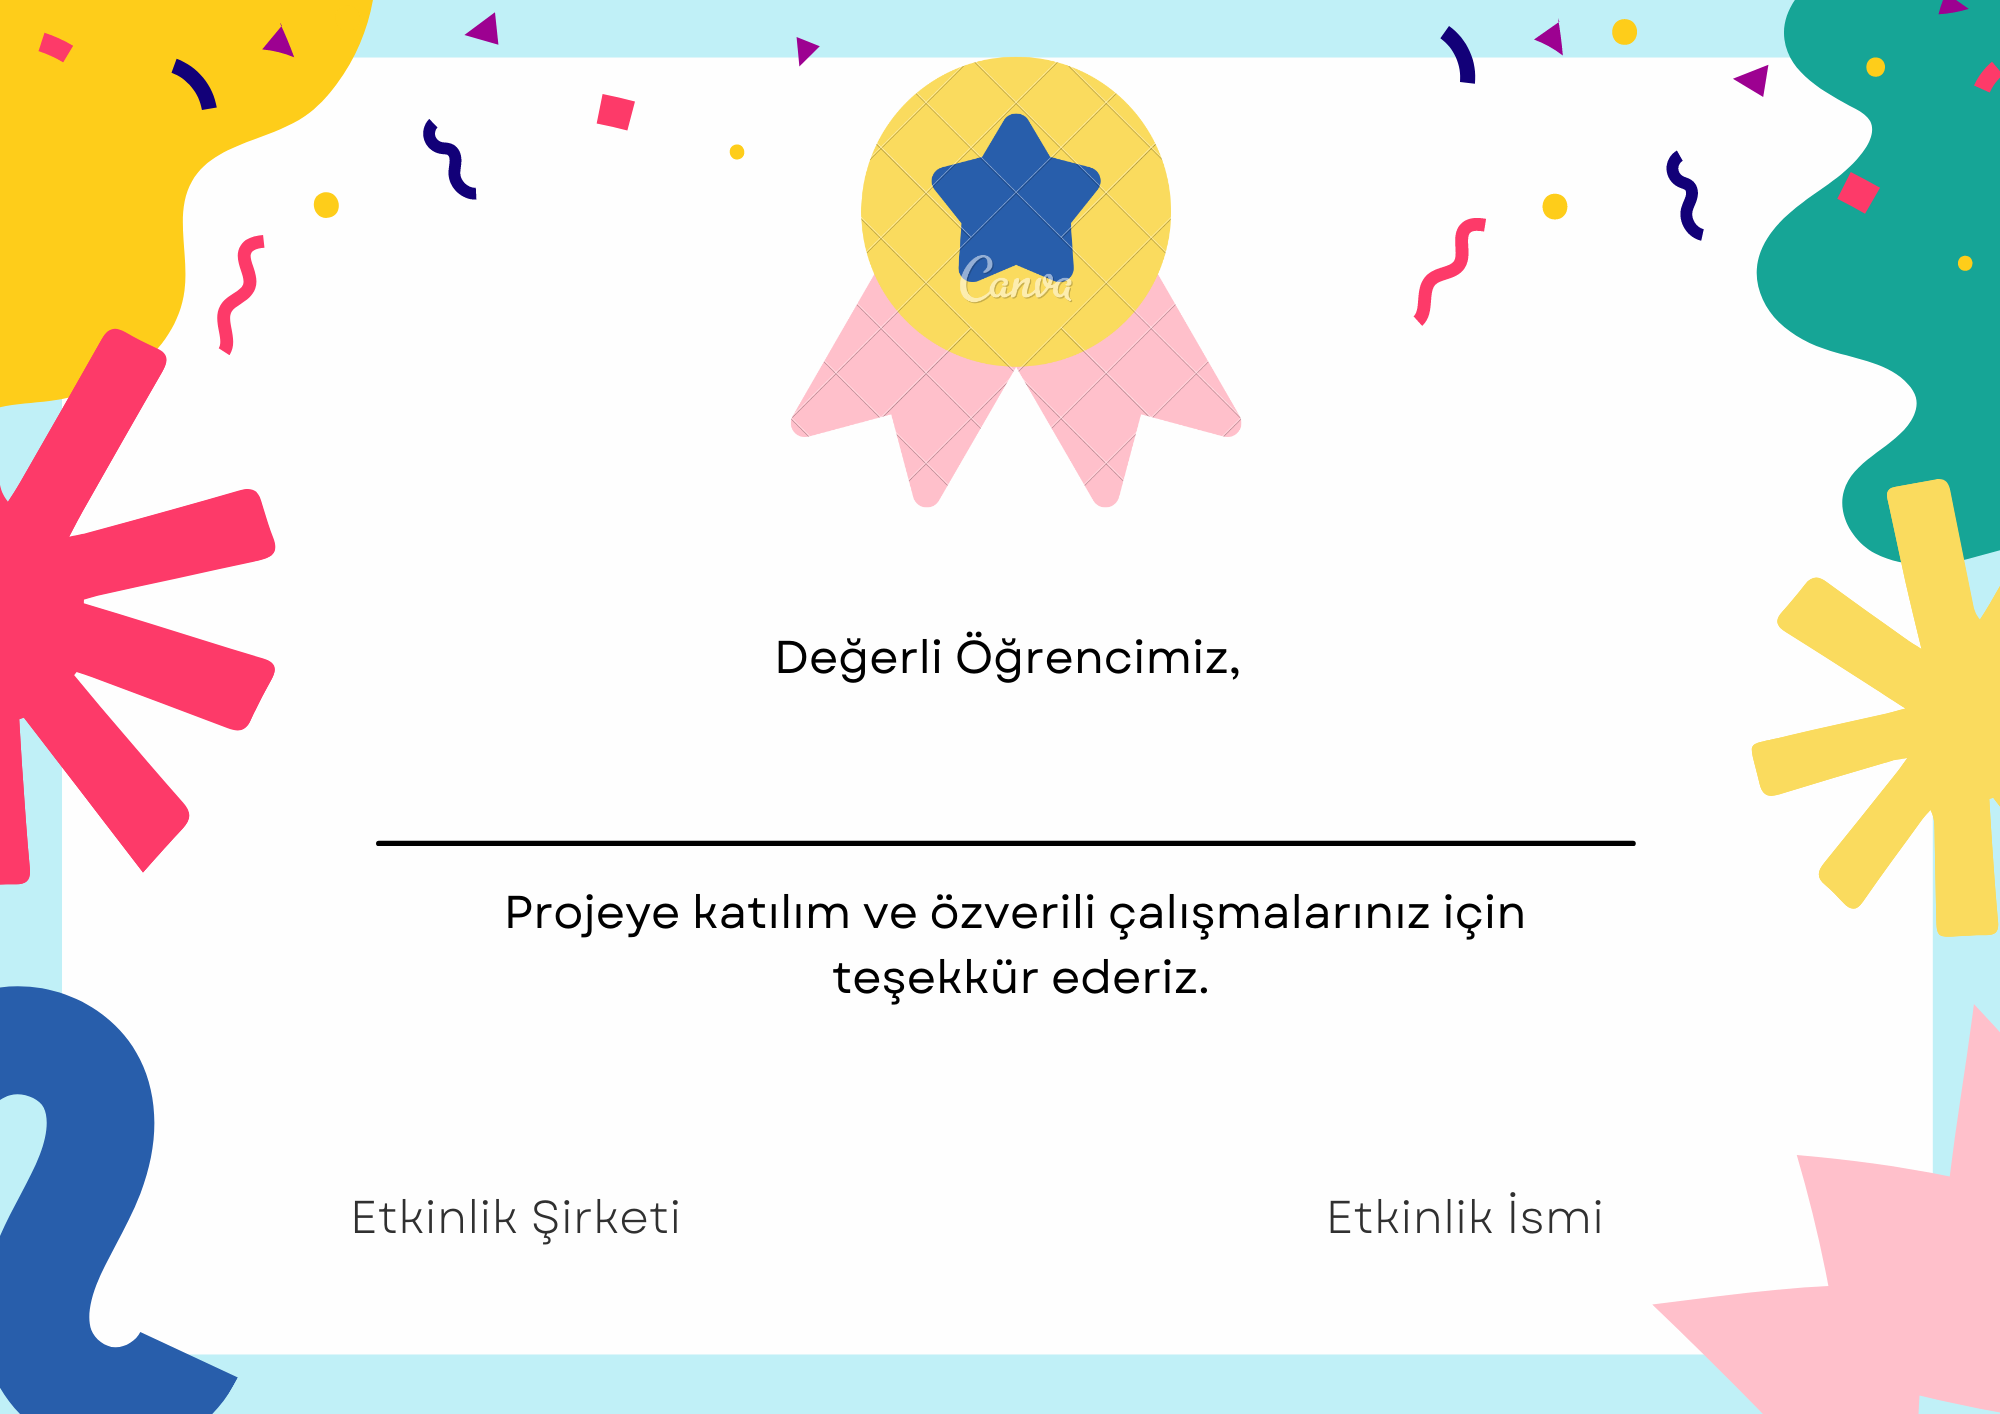 Canva
Değerli Öğrencimiz,
Projeye katılım ve özverili çalışmalarınız için
teşekkür ederiz.
Etkinlik Şirketi
Etkinlik İsmi